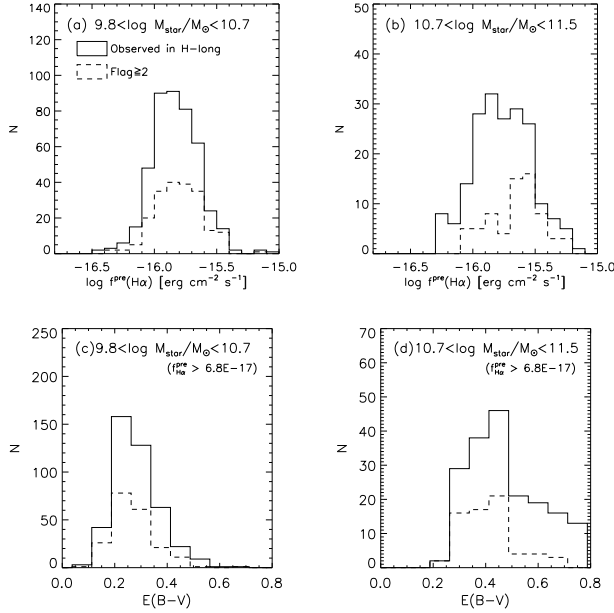 140
120
100
80
60
40
20
0
N
(a) 9.8<log M_star/M_⊙<10.7
Observed in H-long
Flag≧2
-16.5 -16.0 -15.5 -15.0
log f^pre(Hα) [erg cm^-2 s^-1]
50
40
30
20
10
0
N
(b) 10.7<log M_star/M_⊙<11.5
-16.5 -16.0 -15.5 -15.0
log f^pre(Hα) [erg cm^-2 s^-1]
250
200
150
100
50
0
N
(c)9.8<log M_star/M_⊙<10.7
(f_Hα^pre > 6.8E-17)
0.0 0.2 0.4 0.6 0.8
E(B-V)
70
60
50
40
30
20
10
0
N
(d)10.7<log M_star/M_⊙<11.5
(f_Hα^pre > 6.8E-17)
0.0 0.2 0.4 0.6 0.8
E(B-V)